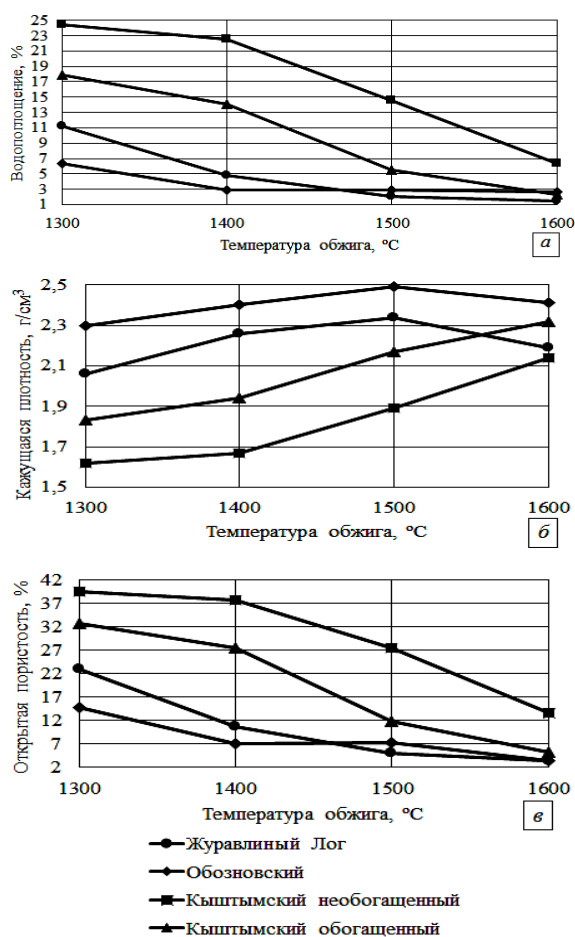 25
23
21
19
17
15
13
11
9
7
5
3
1
Водопоглощение, %
1300 1400 1500 1600
Температура обжига, ºС
а
2,5
2,3
2,1
1,9
1,7
1,5
Кажущаяся плотность, г/см³
1300 1400 1500 1600
Температура обжига, ºС
б
42
37
32
27
22
17
12
7
2
Открытая пористость, %
1300 1400 1500 1600
Температура обжига, ºС
в
Журавлиный Лог
Обозновский
Кыштымский необогащенный
Кыштымский обогащенный